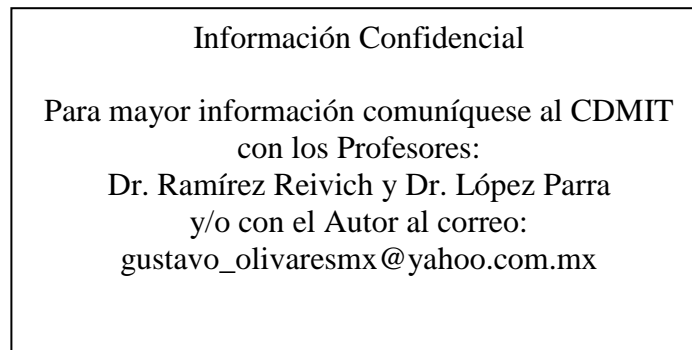 Información Confidencial
Para mayor información comuníquese al CDMIT
con los Profesores:
Dr. Ramírez Reivich y Dr. López Parra
y/o con el Autor al correo:
gustavo_olivaresmx@yahoo.com.mx